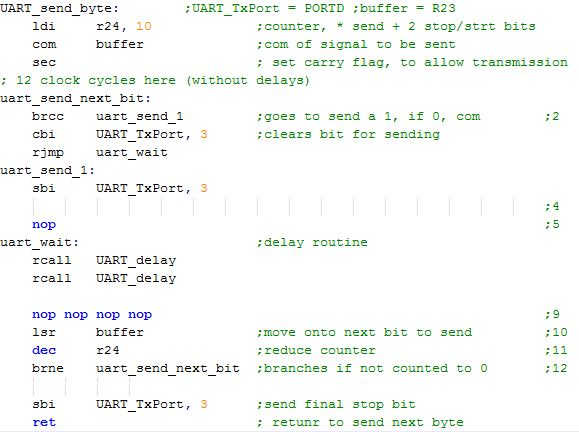 UART_send_byte: ;UART_TxPort = PORTD ;buffer = R23
ldi r24, 10 ;counter, * send + 2 stop/strt bits
com buffer ;com of signal to be sent
sec ; set carry flag, to allow transmission
; 12 clock cycles here (without delays)
uart_send_next_bit:
brcc uart_send_1 ;goes to send a 1, if 0, com ;2
cbi UART_TxPort, 3 ;clears bit for sending
rjmp uart_wait
uart_send_1:
sbi UART_TxPort, 3
;4
nop ;5
uart_wait: ;delay routine
rcall UART_delay
rcall UART_delay
nop nop nop nop ;9
lsr buffer ;move onto next bit to send ;10
dec r24 ;reduce counter ;11
brne uart_send_next_bit ;branches if not counted to 0 ;12
sbi UART_TxPort, 3 ;send final stop bit
ret ; retunr to send next byte